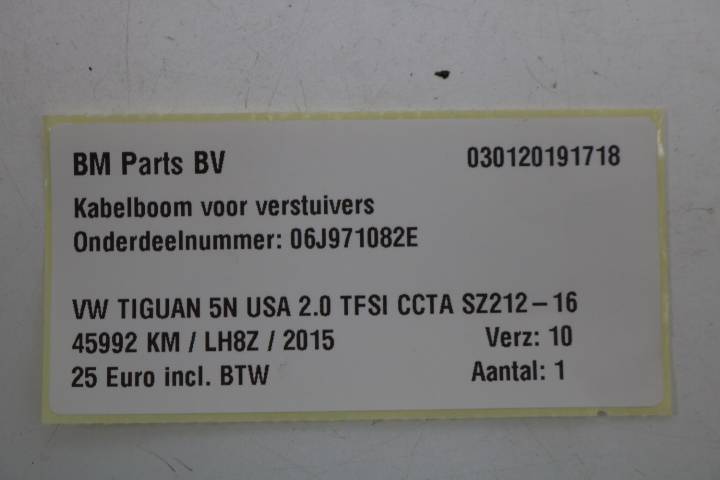 BM Parts BV 030120191718
Kabelboom voor verstuivers
Onderdeelnummer: 06J971082E
VW TIGUAN 5N USA 2.0 TFSI CCTA SZ212-16
45992 KM / LH8Z / 2015 Verz: 10
25 Euro incl. BTW Aantal: 1